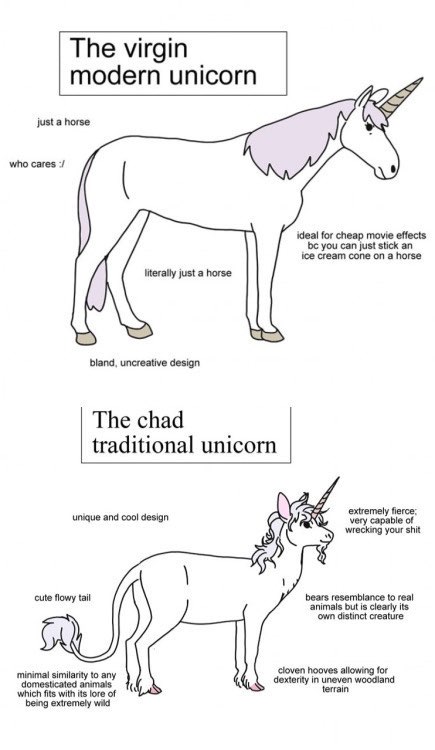 The virgin
modern unicorn
just a horse
who cares :/
ideal for cheap movie effects
bc you can just stick an
ice cream cone on a horse
literally just a horse
bland, uncreative design
The chad
traditional unicorn
unique and cool design
extremely fierce;
very capable of
wrecking your shit
cute flowy tail
bears resemblance to real
animals but is clearly its
own distinct creature
minimal similarity to any
domesticated animals
which fits with its lore of
being extremely wild
cloven hooves allowing for
dexterity in uneven woodland
terrain